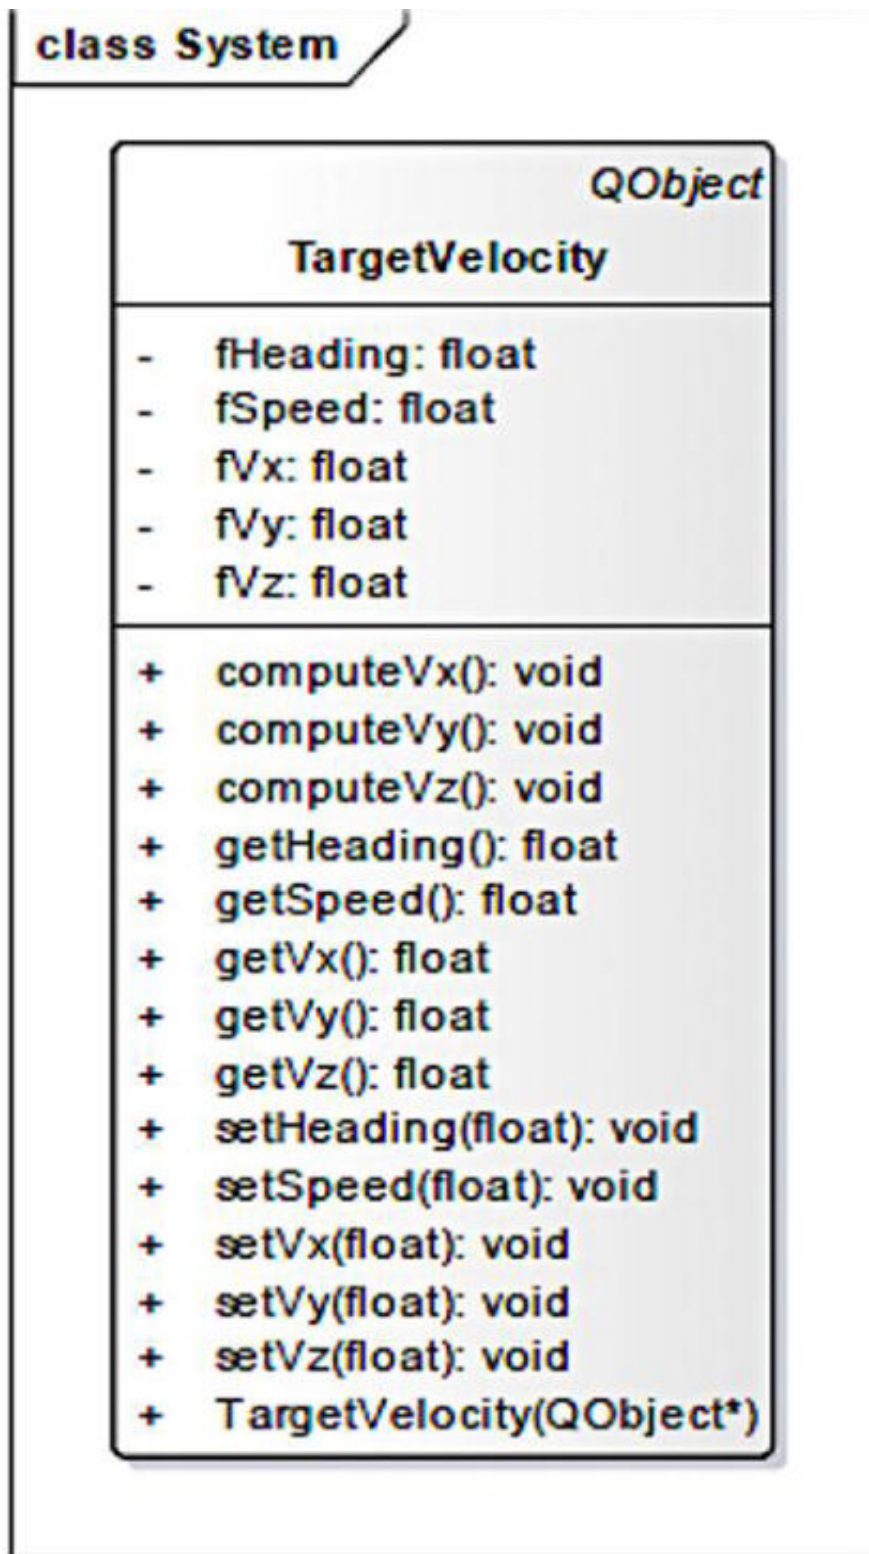 class System
QObject
TargetVelocity
- fHeading: float
- fSpeed: float
- fVx: float
- fVy: float
- fVz: float
+ computeVx(): void
+ computeVy(): void
+ computeVz(): void
+ getHeading(): float
+ getSpeed(): float
+ getVx(): float
+ getVy(): float
+ getVz(): float
+ setHeading(float): void
+ setSpeed(float): void
+ setVx(float): void
+ setVy(float): void
+ setVz(float): void
+ TargetVelocity(QObject*)